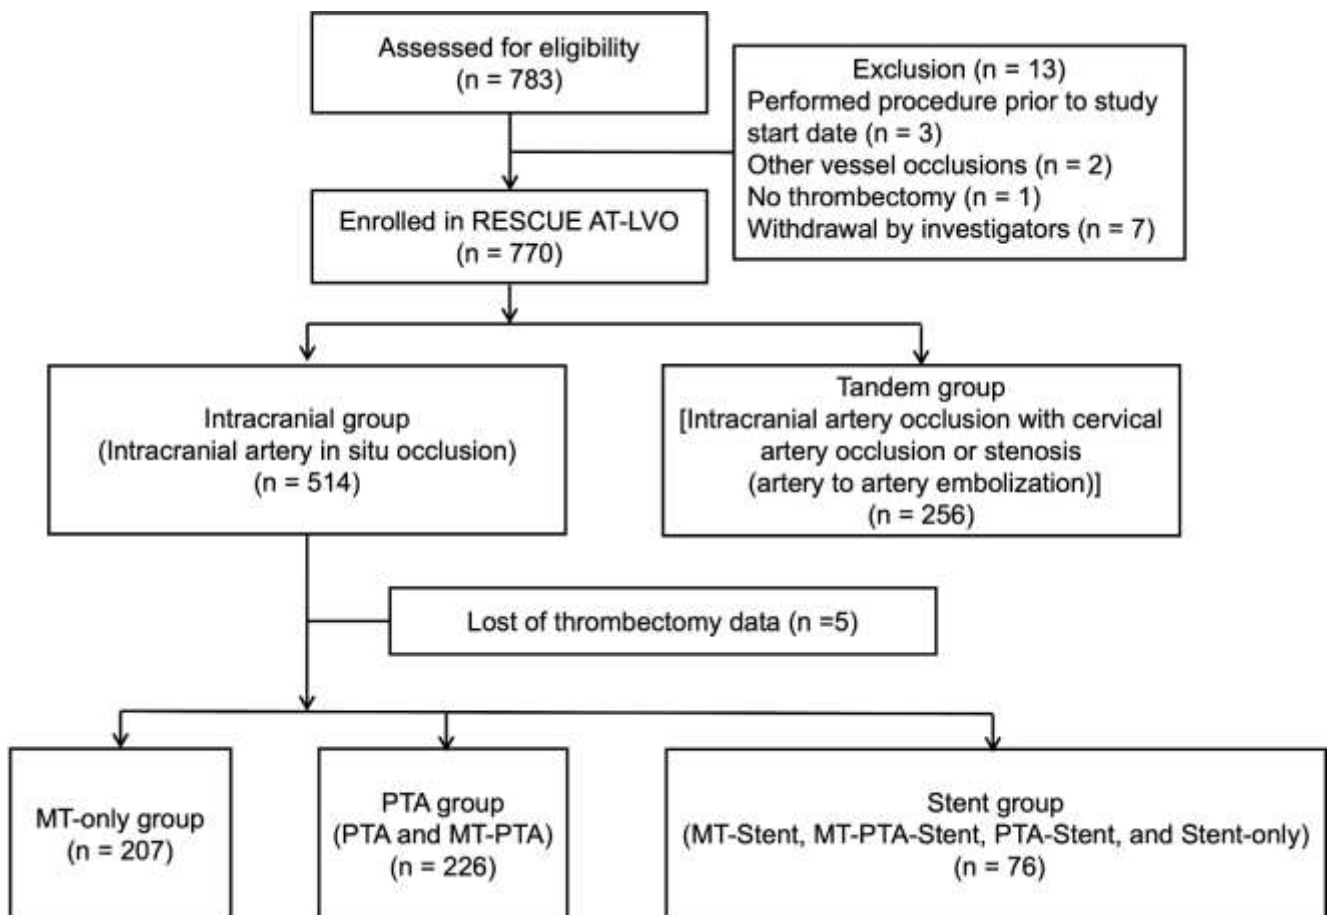 Assessed for eligibility
(n = 783)
Exclusion (n = 13)
Performed procedure prior to study
start date (n = 3)
Other vessel occlusions (n = 2)
No thrombectomy (n = 1)
Withdrawal by investigators (n = 7)
Enrolled in RESCUE AT-LVO
(n = 770)
Intracranial group
(Intracranial artery in situ occlusion)
(n = 514)
Tandem group
[Intracranial artery occlusion with cervical
artery occlusion or stenosis
(artery to artery embolization)]
(n = 256)
Lost of thrombectomy data (n =5)
MT-only group
(n = 207)
PTA group
(PTA and MT-PTA)
(n = 226)
Stent group
(MT-Stent, MT-PTA-Stent, PTA-Stent, and Stent-only)
(n = 76)